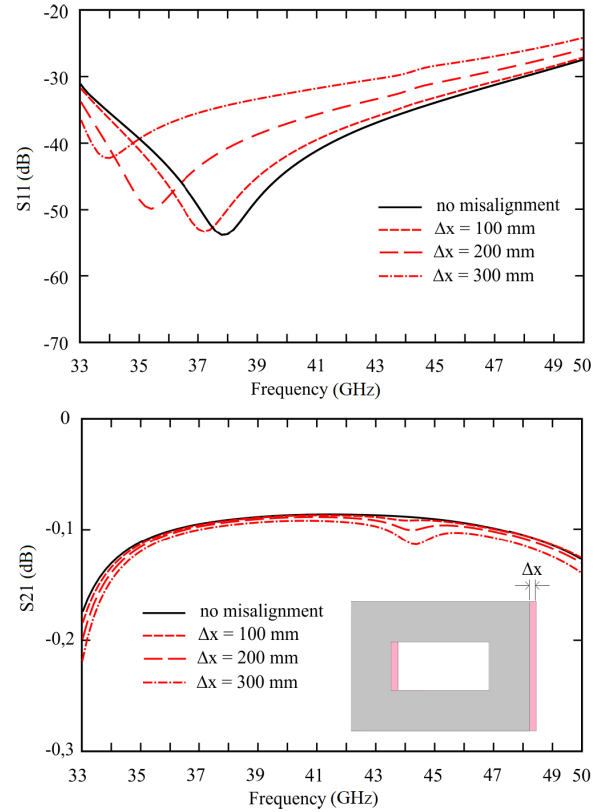 -20
-30
-40
-50
-60
-70
S11 (dB)
no misalignment
Δx = 100 mm
Δx = 200 mm
Δx = 300 mm
33 35 37 39 41 43 45 47 50
Frequency (GHz)
0
-0,1
-0,2
-0,3
S21 (dB)
Δx
no misalignment
Δx = 100 mm
Δx = 200 mm
Δx = 300 mm
33 35 37 39 41 43 45 47 50
Frequency (GHz)